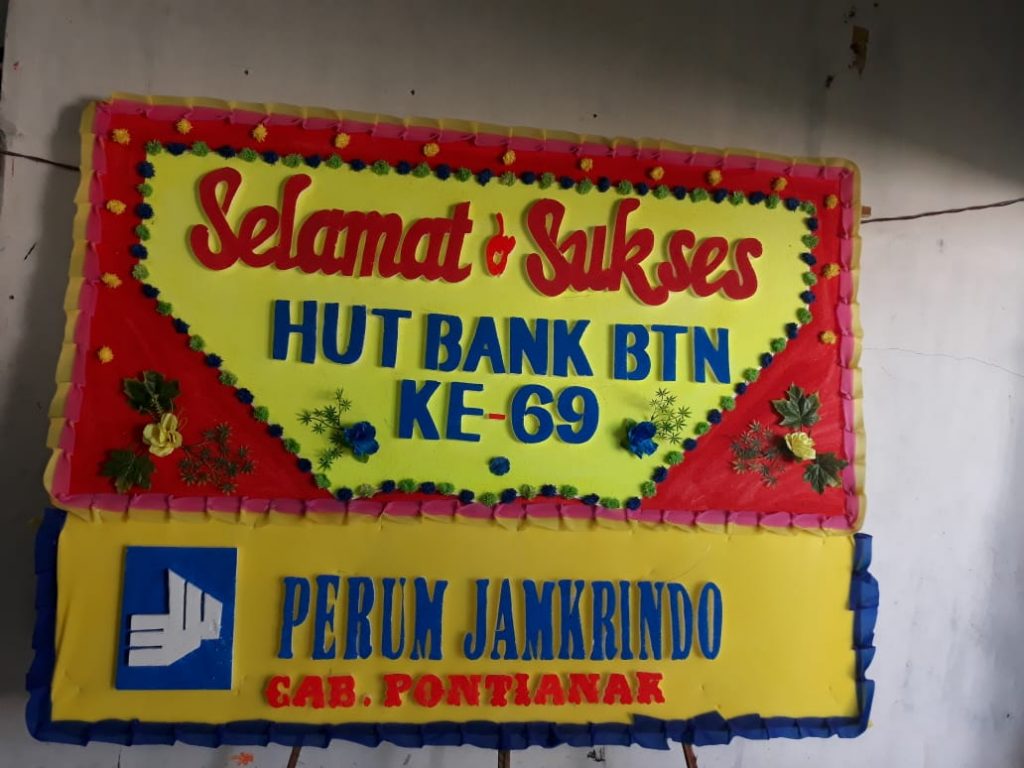 Selamat & Sukses
HUT BANK BTN
KE-69
PERUM JAMKRINDO
CAB. PONTIANAK